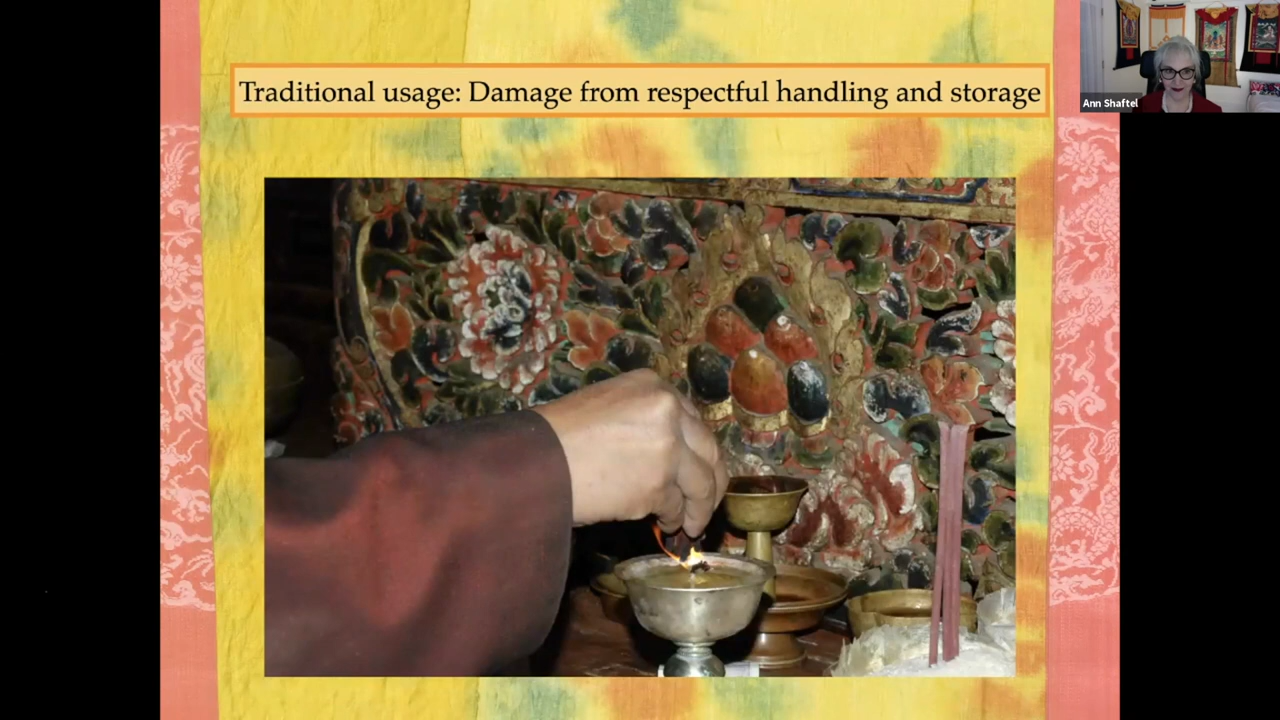 Traditional usage: Damage from respectful handling and storage
Ann Shaftel